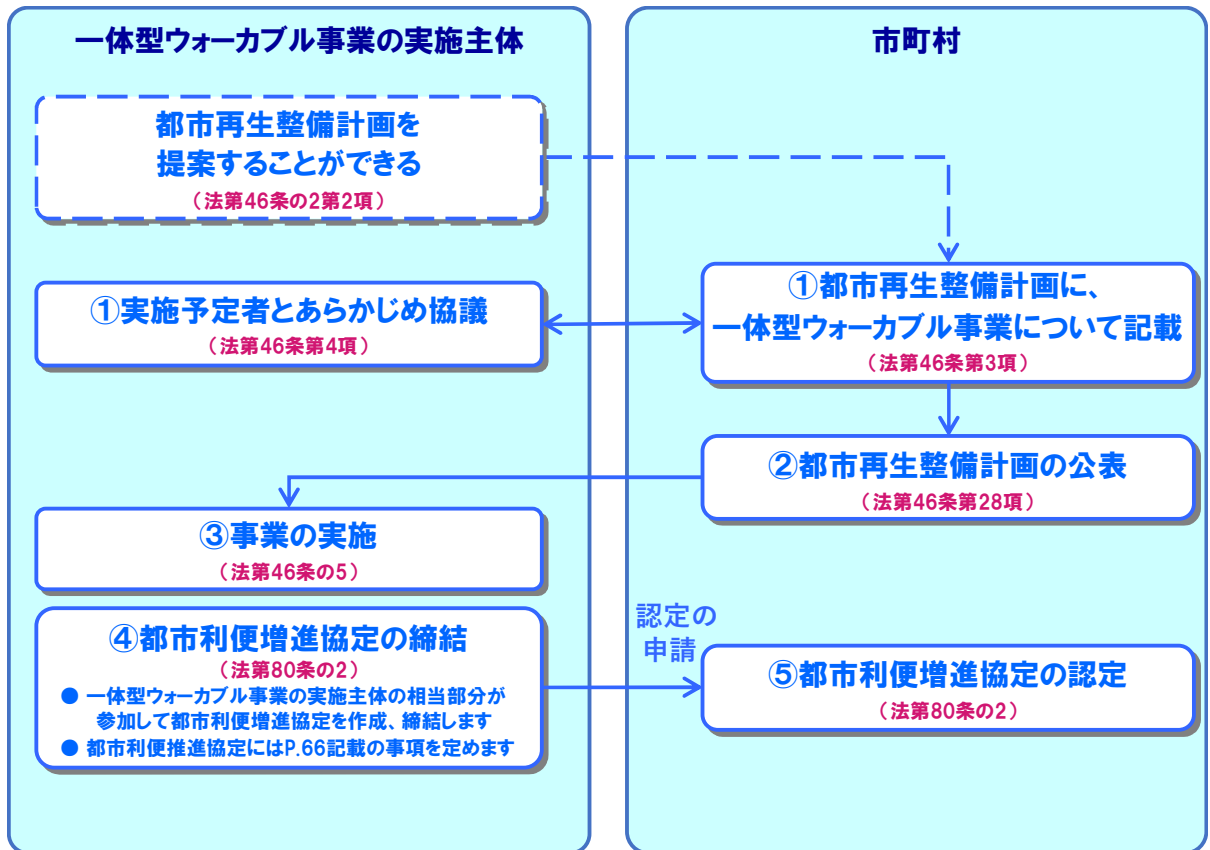 一体型ウォーカブル事業の実施主体
都市再生整備計画を
提案することができる
（法第46条の2第2項）
①実施予定者とあらかじめ協議
（法第46条第4項）
③事業の実施
（法第46条の5）
④都市利便増進協定の締結
（法第80条の2）
● 一体型ウォーカブル事業の実施主体の相当部分が
参加して都市利便増進協定を作成、締結します
● 都市利便推進協定にはP.66記載の事項を定めます
認定の
申請
市町村
①都市再生整備計画に、
一体型ウォーカブル事業について記載
（法第46条第3項）
②都市再生整備計画の公表
（法第46条第28項）
⑤都市利便増進協定の認定
（法第80条の2）